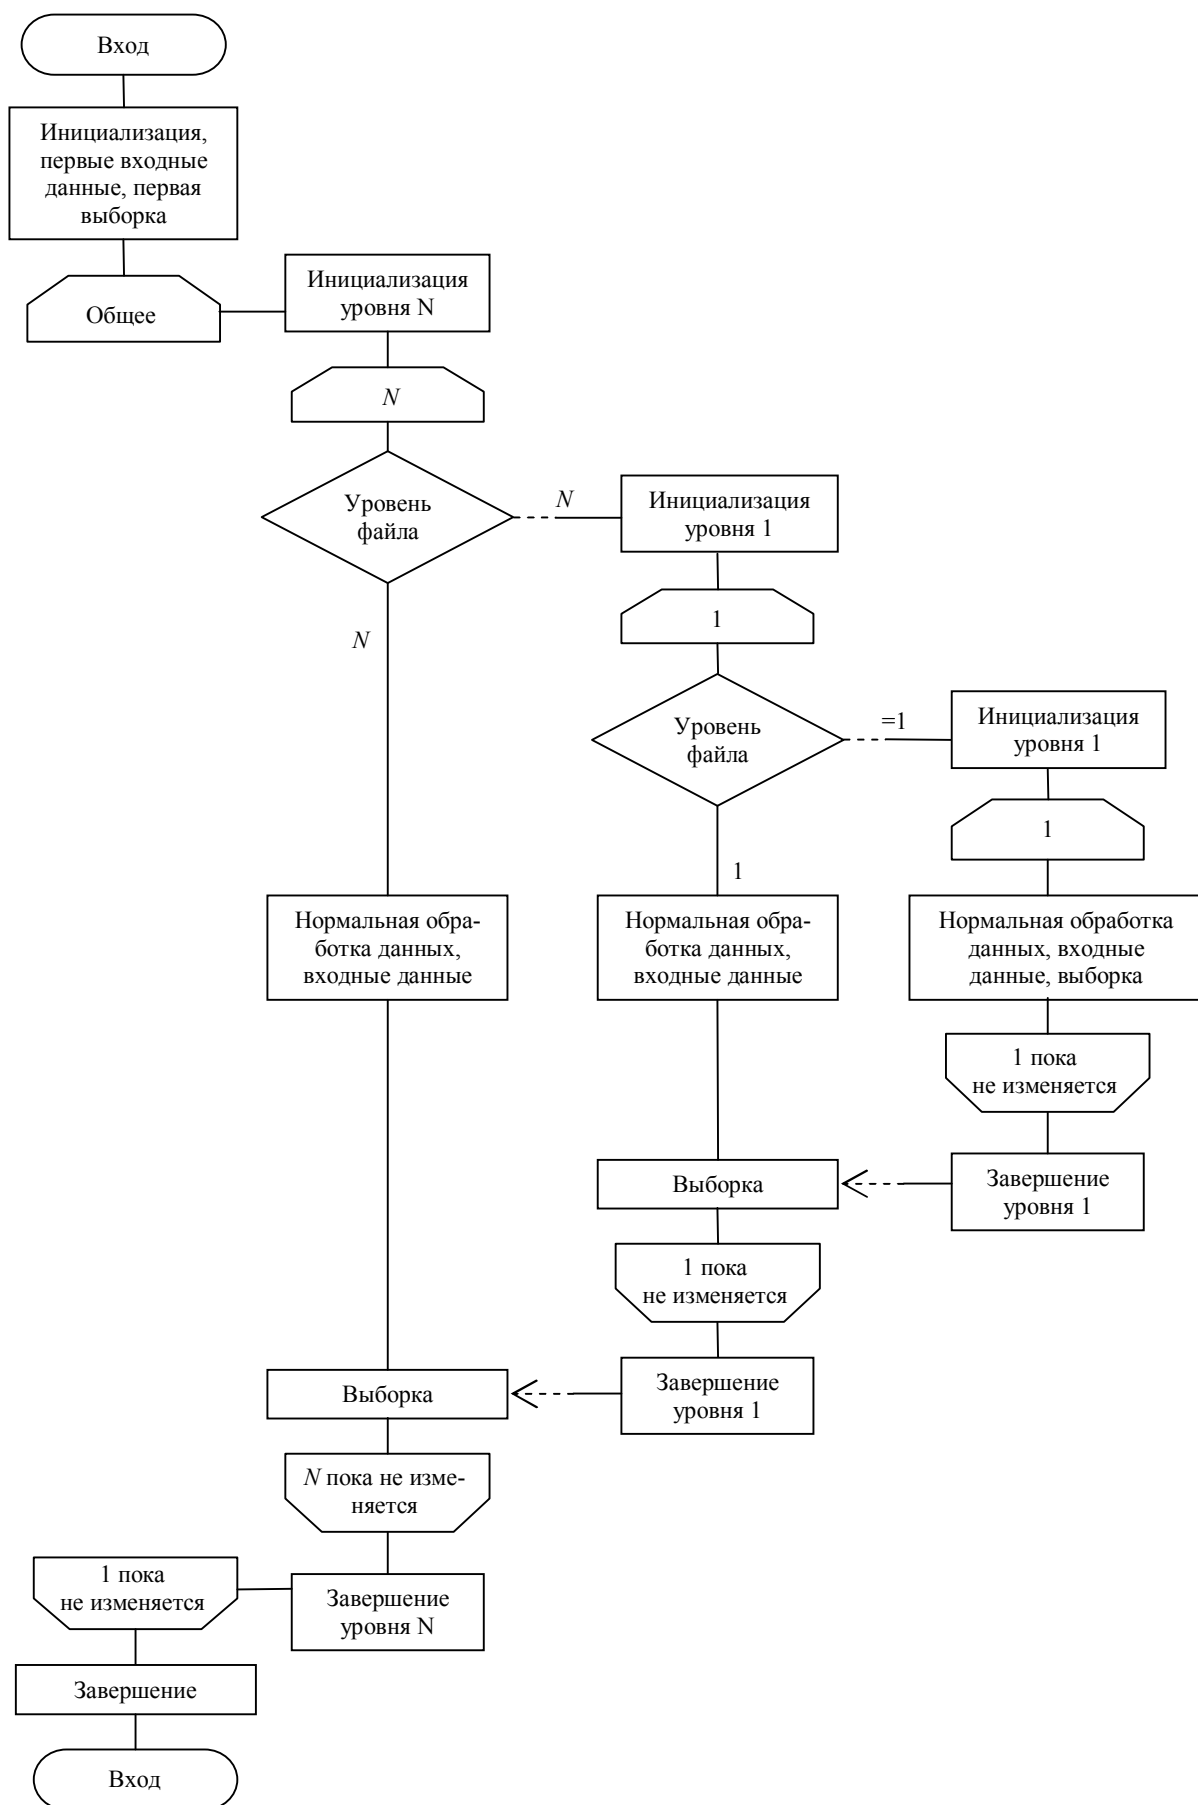 Вход
Инициализация,
первые входные
данные, первая
выборка
Общее
Инициализация
уровня N
N
Уровень
файла
N
N
Инициализация
уровня 1
1
Уровень
файла
=1
1
Инициализация
уровня 1
1
Нормальная обра-
ботка данных,
входные данные
Нормальная обра-
ботка данных,
входные данные
Нормальная обработка
данных, входные
данные, выборка
1 пока
не изменяется
Завершение
уровня 1
Выборка
1 пока
не изменяется
Завершение
уровня 1
Выборка
N пока не изме-
няется
Завершение
уровня N
1 пока
не изменяется
Завершение
Вход